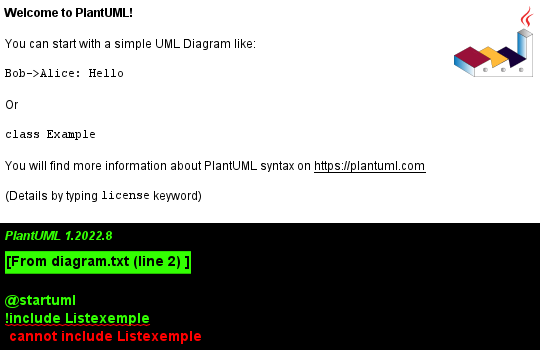 Welcome to PlantUML!
You can start with a simple UML Diagram like:
Bob->Alice: Hello
Or
class Example
You will find more information about PlantUML syntax on https://plantuml.com
(Details by typing license keyword)
PlantUML 1.2022.8
[From diagram.txt (line 2) ]
@startuml
!include Listexemple
cannot include Listexemple